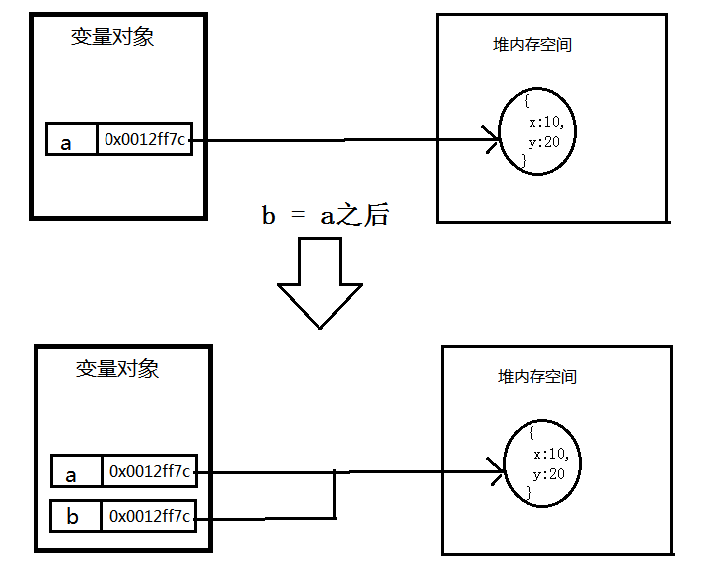 变量对象
堆内存空间
{
x:10,
y:20
}
a
0x0012ff7c
b = a之后
变量对象
堆内存空间
{
x:10,
y:20
}
a
0x0012ff7c
b
0x0012ff7c